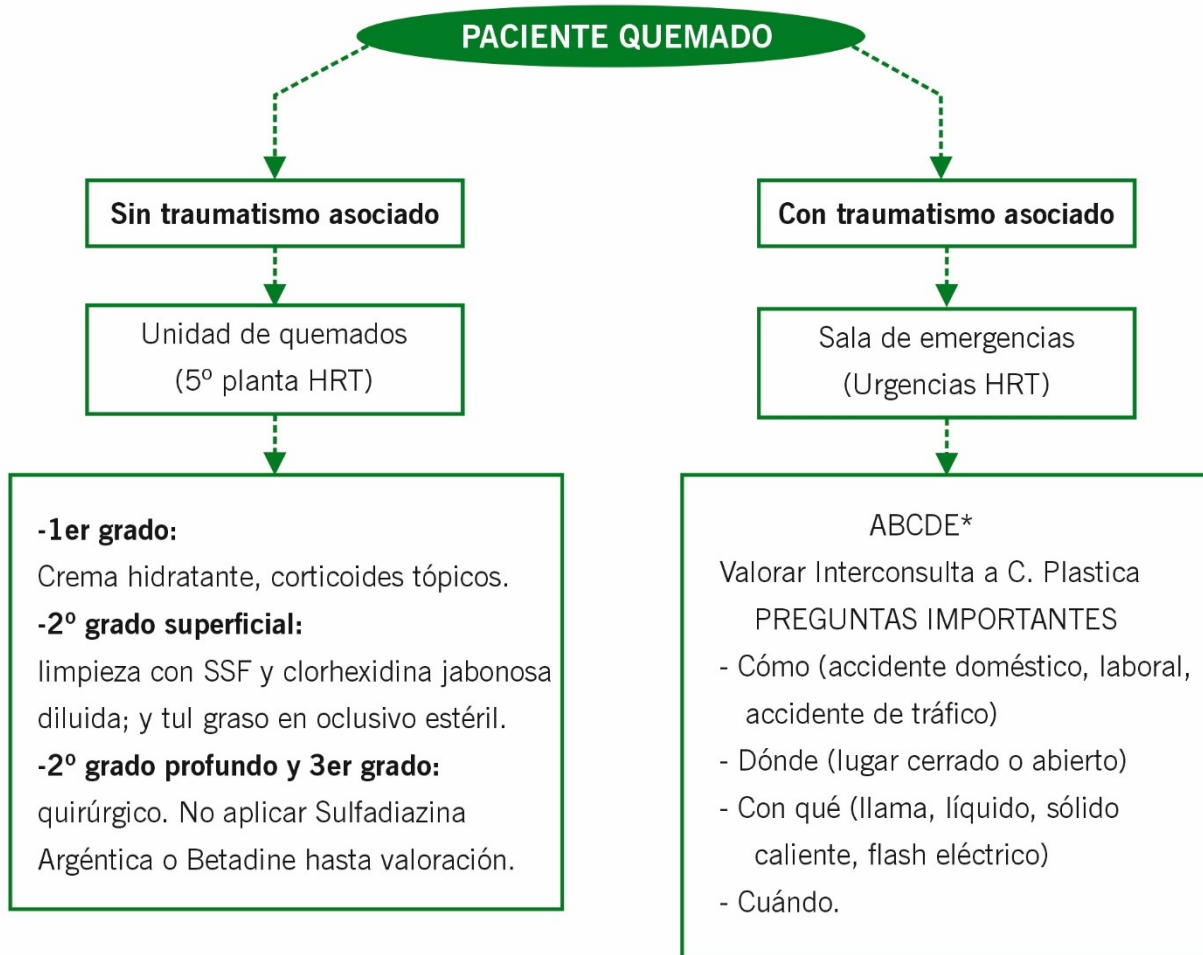 PACIENTE QUEMADO
Sin traumatismo asociado
Unidad de quemados
(5º planta HRT)
-1er grado:
Crema hidratante, corticoides tópicos.
-2º grado superficial:
limpieza con SSF y clorhexidina jabonosa
diluida; y tul graso en oclusivo estéril.
-2º grado profundo y 3er grado:
quirúrgico. No aplicar Sulfadiazina
Argéntica o Betadine hasta valoración.
Con traumatismo asociado
Sala de emergencias
(Urgencias HRT)
ABCDE*
Valorar Interconsulta a C. Plastica
PREGUNTAS IMPORTANTES
- Cómo (accidente doméstico, laboral,
accidente de tráfico)
- Dónde (lugar cerrado o abierto)
- Con qué (llama, líquido, sólido
caliente, flash eléctrico)
- Cuándo.